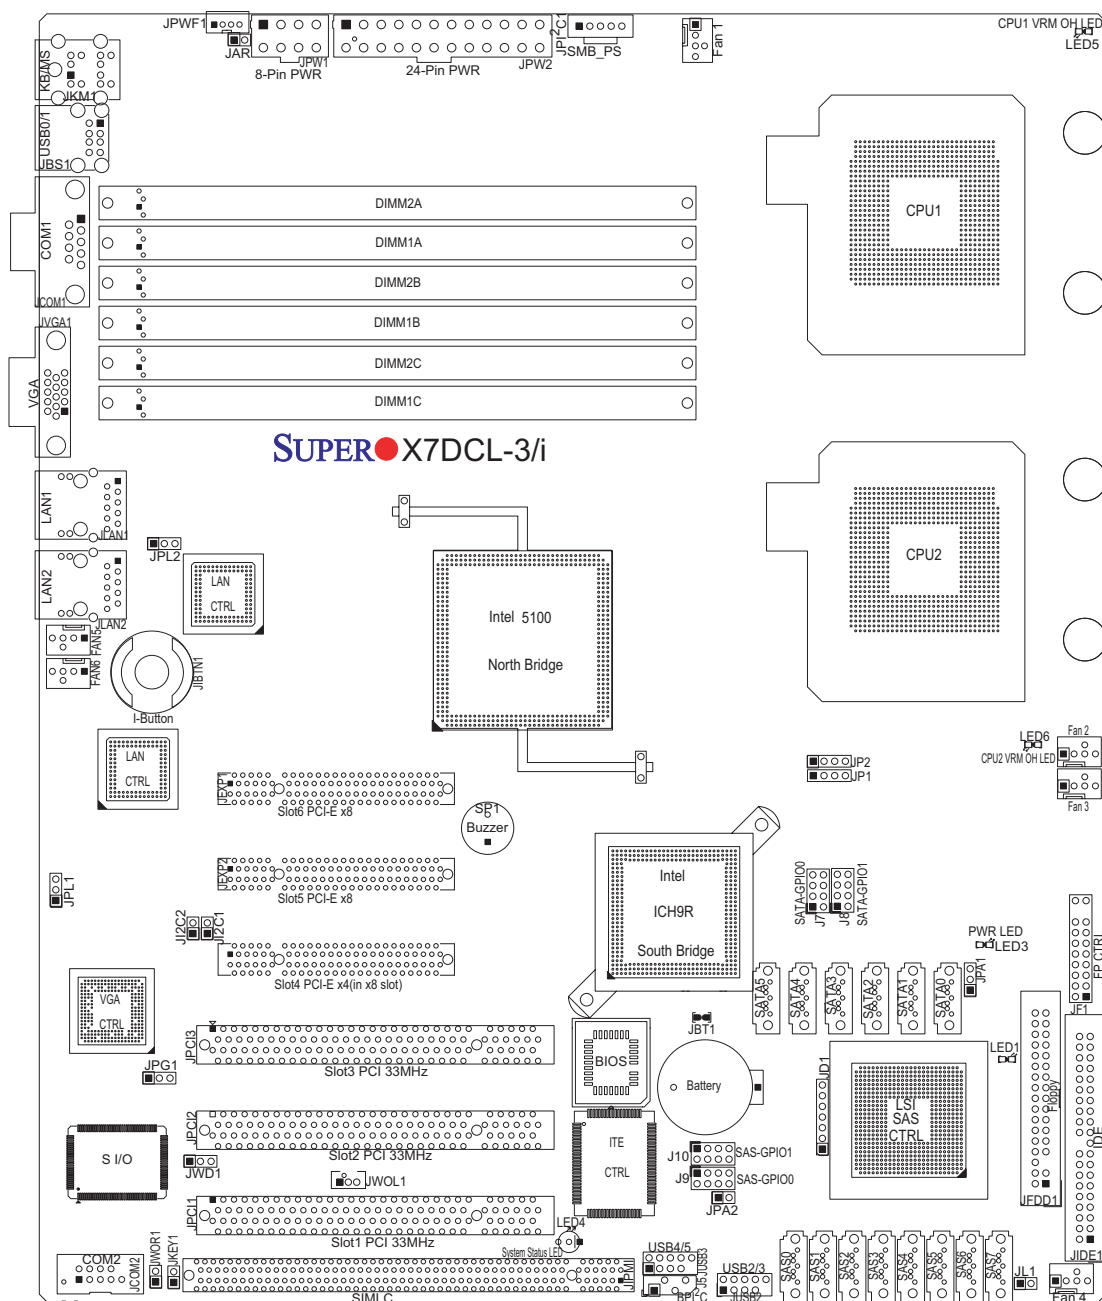 JPWF1
JAR
JPW1
8-Pin PWR
24-Pin PWR
JPW2
JPI2C1
SMB_PS
Fan 1
CPU1 VRM OH LED
LED5
KB/MS
JKM1
USB0/1
JBS1
COM1
JCOM1
JVGA1
VGA
DIMM2A
DIMM1A
DIMM2B
DIMM1B
DIMM2C
DIMM1C
CPU1
SUPER X7DCL-3/i
CPU2
LAN1
JLAN1
JPL2
LAN2
JLAN2
LAN
CTRL
FAN5
FAN6
JIBTN1
I-Button
Intel 5100
North Bridge
LAN
CTRL
LED6
CPU2 VRM OH LED
Fan 2
Fan 3
JP2
JP1
JEXP1
Slot6 PCI-E x8
SP1
Buzzer
JEXP2
Slot5 PCI-E x8
JPL1
JI2C2
JI2C1
Slot4 PCI-E x4(in x8 slot)
Intel
ICH9R
South Bridge
SATA-GPIO0
J7
J8
SATA-GPIO1
PWR LED
LED3
JPA1
FP CTRL
JF1
SATA5
SATA4
SATA3
SATA2
SATA1
SATA0
VGA
CTRL
JPG1
JPCI3
Slot3 PCI 33MHz
BIOS
JBT1
Battery
LED1
JD1
LSI
SAS
CTRL
Floppy
JFDD1
IDE
JIDE1
S I/O
JPCI2
Slot2 PCI 33MHz
JWD1
JWOL1
ITE
CTRL
J10
SAS-GPIO1
J9
SAS-GPIO0
JPA2
JPCI1
Slot1 PCI 33MHz
LED4
System Status LED
COM2
JCOM2
JWOR1
JKEY1
SIMLC
JPMI
USB4/5
JUSB3
J5
BPI-C
USB2/3
JUSB2
SAS0
SAS1
SAS2
SAS3
SAS4
SAS5
SAS6
SAS7
JL1
Fan 4